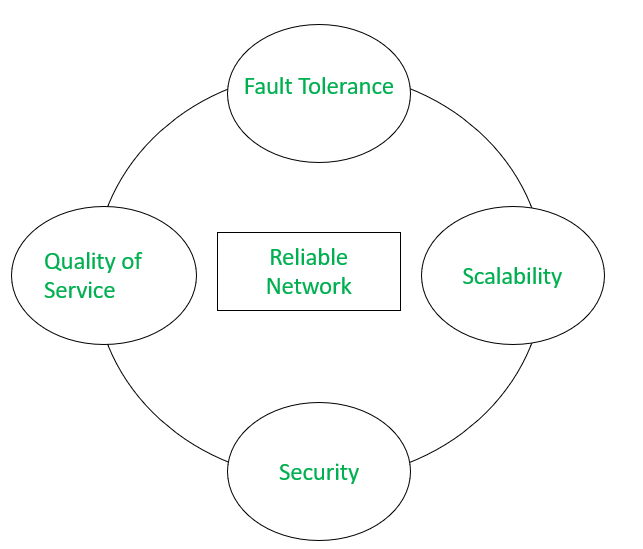 Fault Tolerance
Quality of
Service
Reliable
Network
Scalability
Security